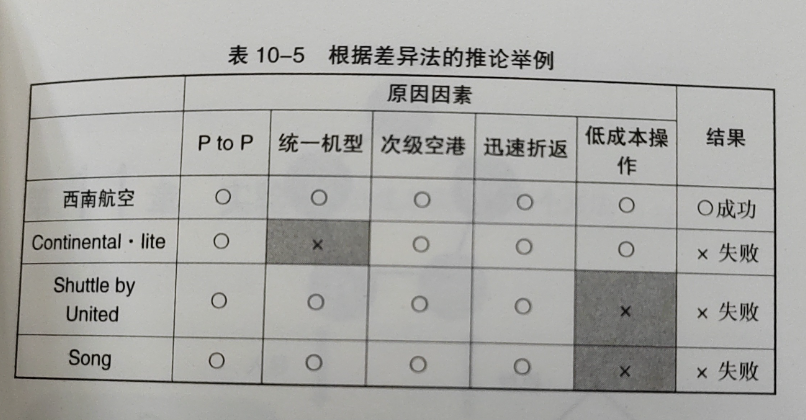 表 10-5 根据差异法的推论举例
原因因素 结果
P to P 统一机型 次级空港 迅速折返 低成本操
作
西南航空 ○ ○ ○ ○ ○ ○成功
Continental·lite ○ × ○ ○ ○ × 失败
Shuttle by
United ○ ○ ○ ○ × × 失败
Song ○ ○ ○ ○ × × 失败